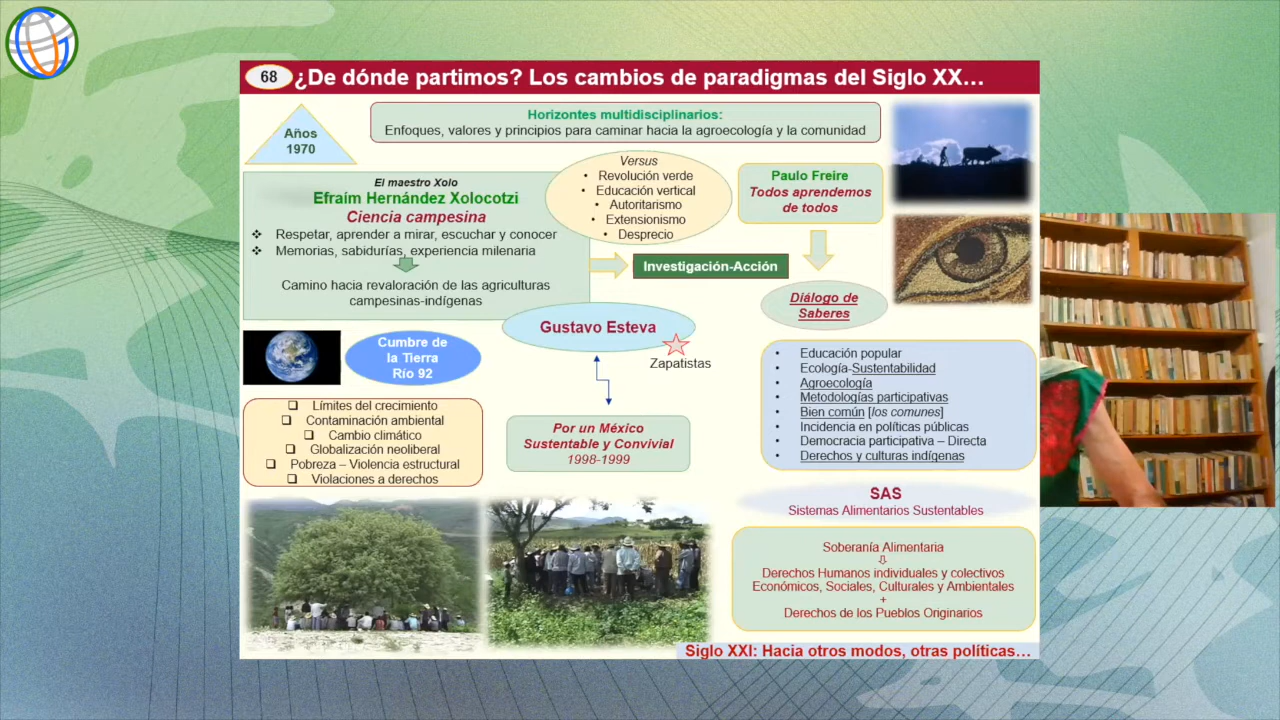 68
¿De dónde partimos? Los cambios de paradigmas del Siglo XX…
Años
1970
Horizontes multidisciplinarios:
Enfoques, valores y principios para caminar hacia la agroecología y la comunidad
El maestro Xolo
Efraím Hernández Xolocotzi
Ciencia campesina
❖ Respetar, aprender a mirar, escuchar y conocer
❖ Memorias, sabidurías, experiencia milenaria
Camino hacia revaloración de las agriculturas
campesinas-indígenas
Versus
• Revolución verde
• Educación vertical
• Autoritarismo
• Extensionismo
• Desprecio
Paulo Freire
Todos aprendemos
de todos
Investigación-Acción
Diálogo de
Saberes
Gustavo Esteva
Zapatistas
Cumbre de
la Tierra
Río 92
❑ Límites del crecimiento
❑ Contaminación ambiental
❑ Cambio climático
❑ Globalización neoliberal
❑ Pobreza – Violencia estructural
❑ Violaciones a derechos
Por un México
Sustentable y Convivial
1998-1999
• Educación popular
• Ecología-Sustentabilidad
• Agroecología
• Metodologías participativas
• Bien común [los comunes]
• Incidencia en políticas públicas
• Democracia participativa – Directa
• Derechos y culturas indígenas
SAS
Sistemas Alimentarios Sustentables
Soberanía Alimentaria
Derechos Humanos individuales y colectivos
Económicos, Sociales, Culturales y Ambientales
+
Derechos de los Pueblos Originarios
Siglo XXI: Hacia otros modos, otras políticas…